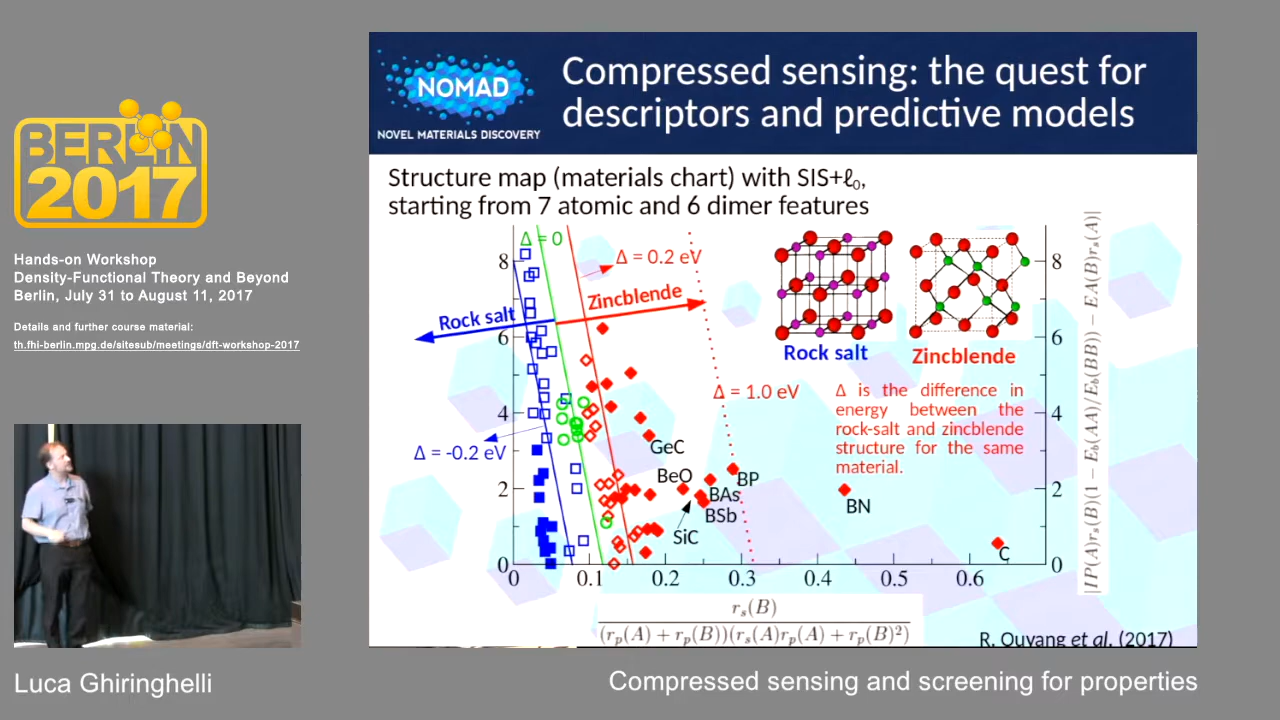 BERLIN
2017
Hands-on Workshop
Density-Functional Theory and Beyond
Berlin, July 31 to August 11, 2017
Details and further course material:
th.fhi-berlin.mpg.de/sitesub/meetings/dft-workshop-2017
NOMAD
NOVEL MATERIALS DISCOVERY
Compressed sensing: the quest for
descriptors and predictive models
Structure map (materials chart) with SIS+ℓ₀,
starting from 7 atomic and 6 dimer features
Δ = 0
Δ = 0.2 eV
Zincblende
Rock salt
Δ = 1.0 eV
Δ = -0.2 eV
8
6
4
2
0
0
0.1
0.2
0.3
0.4
0.5
0.6
8
6
4
2
0
GeC
BeO
BP
BAs
BSb
SiC
BN
C
Rock salt
Zincblende
Δ is the difference in
energy between the
rock-salt and zincblende
structure for the same
material.
|IP(A)r_s(B)(1 − E_b(AA)/E_b(BB)) − EA(B)r_s(A)|
r_s(B)
(r_p(A) + r_p(B))(r_s(A)r_p(A) + r_p(B)²)
R. Ouyang et al. (2017)
Luca Ghiringhelli
Compressed sensing and screening for properties